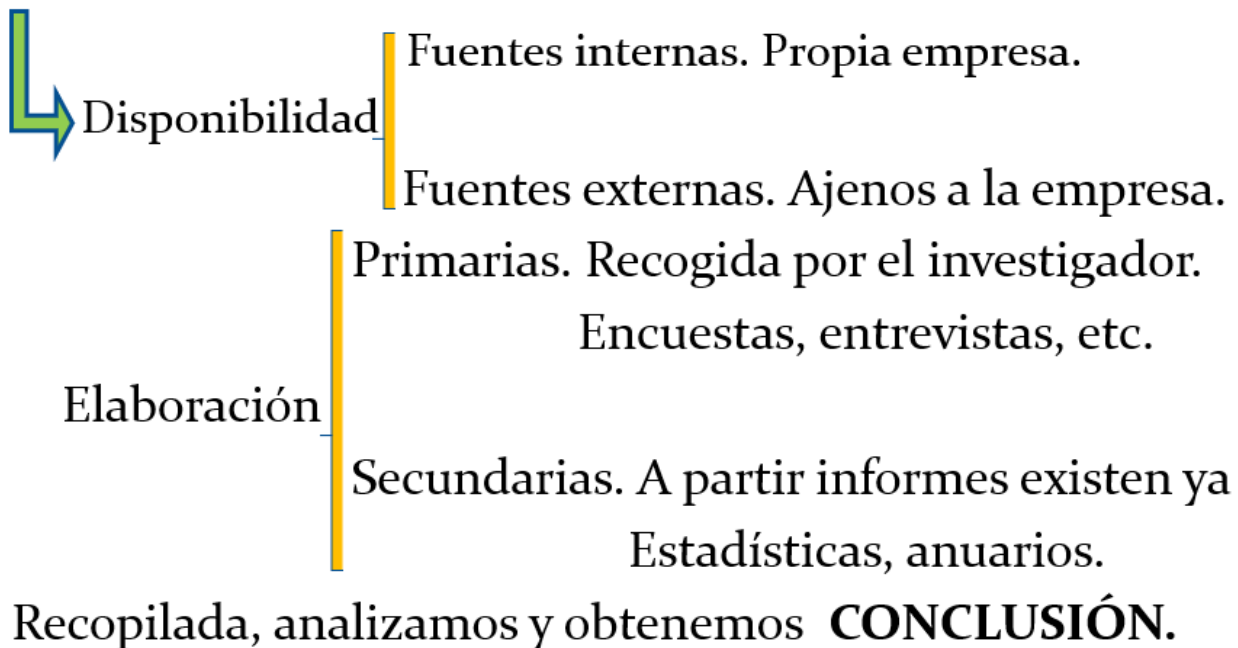 Fuentes internas. Propia empresa.
Disponibilidad
Fuentes externas. Ajenos a la empresa.
Primarias. Recogida por el investigador.
Encuestas, entrevistas, etc.
Elaboración
Secundarias. A partir informes existen ya
Estadísticas, anuarios.
Recopilada, analizamos y obtenemos CONCLUSIÓN.